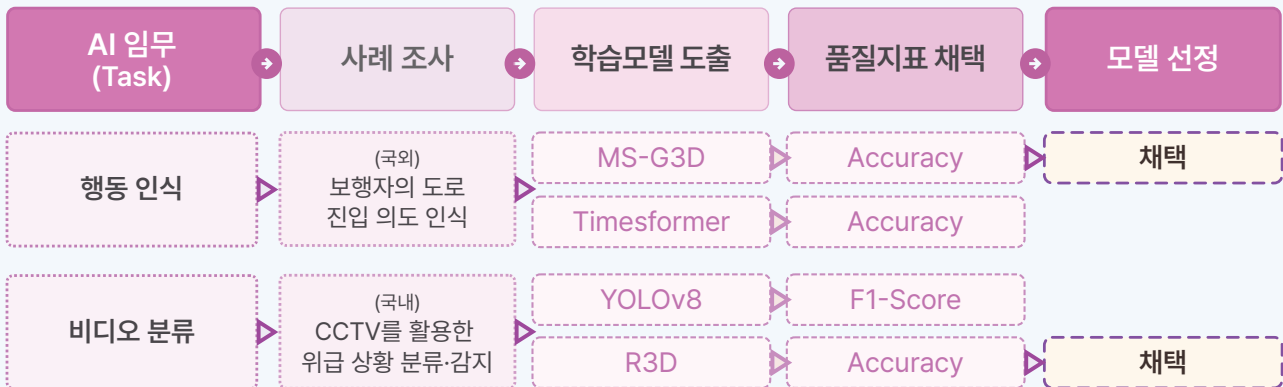 AI 임무
(Task)
사례 조사
학습모델 도출
품질지표 채택
모델 선정
행동 인식
(국외)
보행자의 도로
진입 의도 인식
MS-G3D
Accuracy
채택
Timesformer
Accuracy
비디오 분류
(국내)
CCTV를 활용한
위급 상황 분류·감지
YOLOv8
F1-Score
R3D
Accuracy
채택